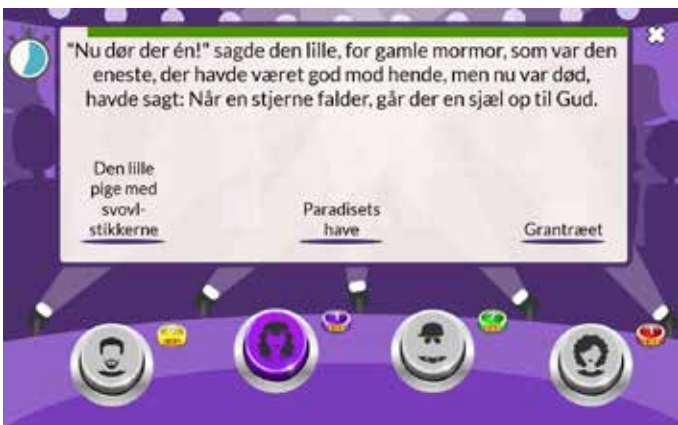 "Nu dør der én!" sagde den lille, for gamle mormor, som var den
eneste, der havde været god mod hende, men nu var død,
havde sagt: Når en stjerne falder, går der en sjæl op til Gud.
Den lille
pige med
svovl-
stikkerne
Paradisets
have
Grantræet